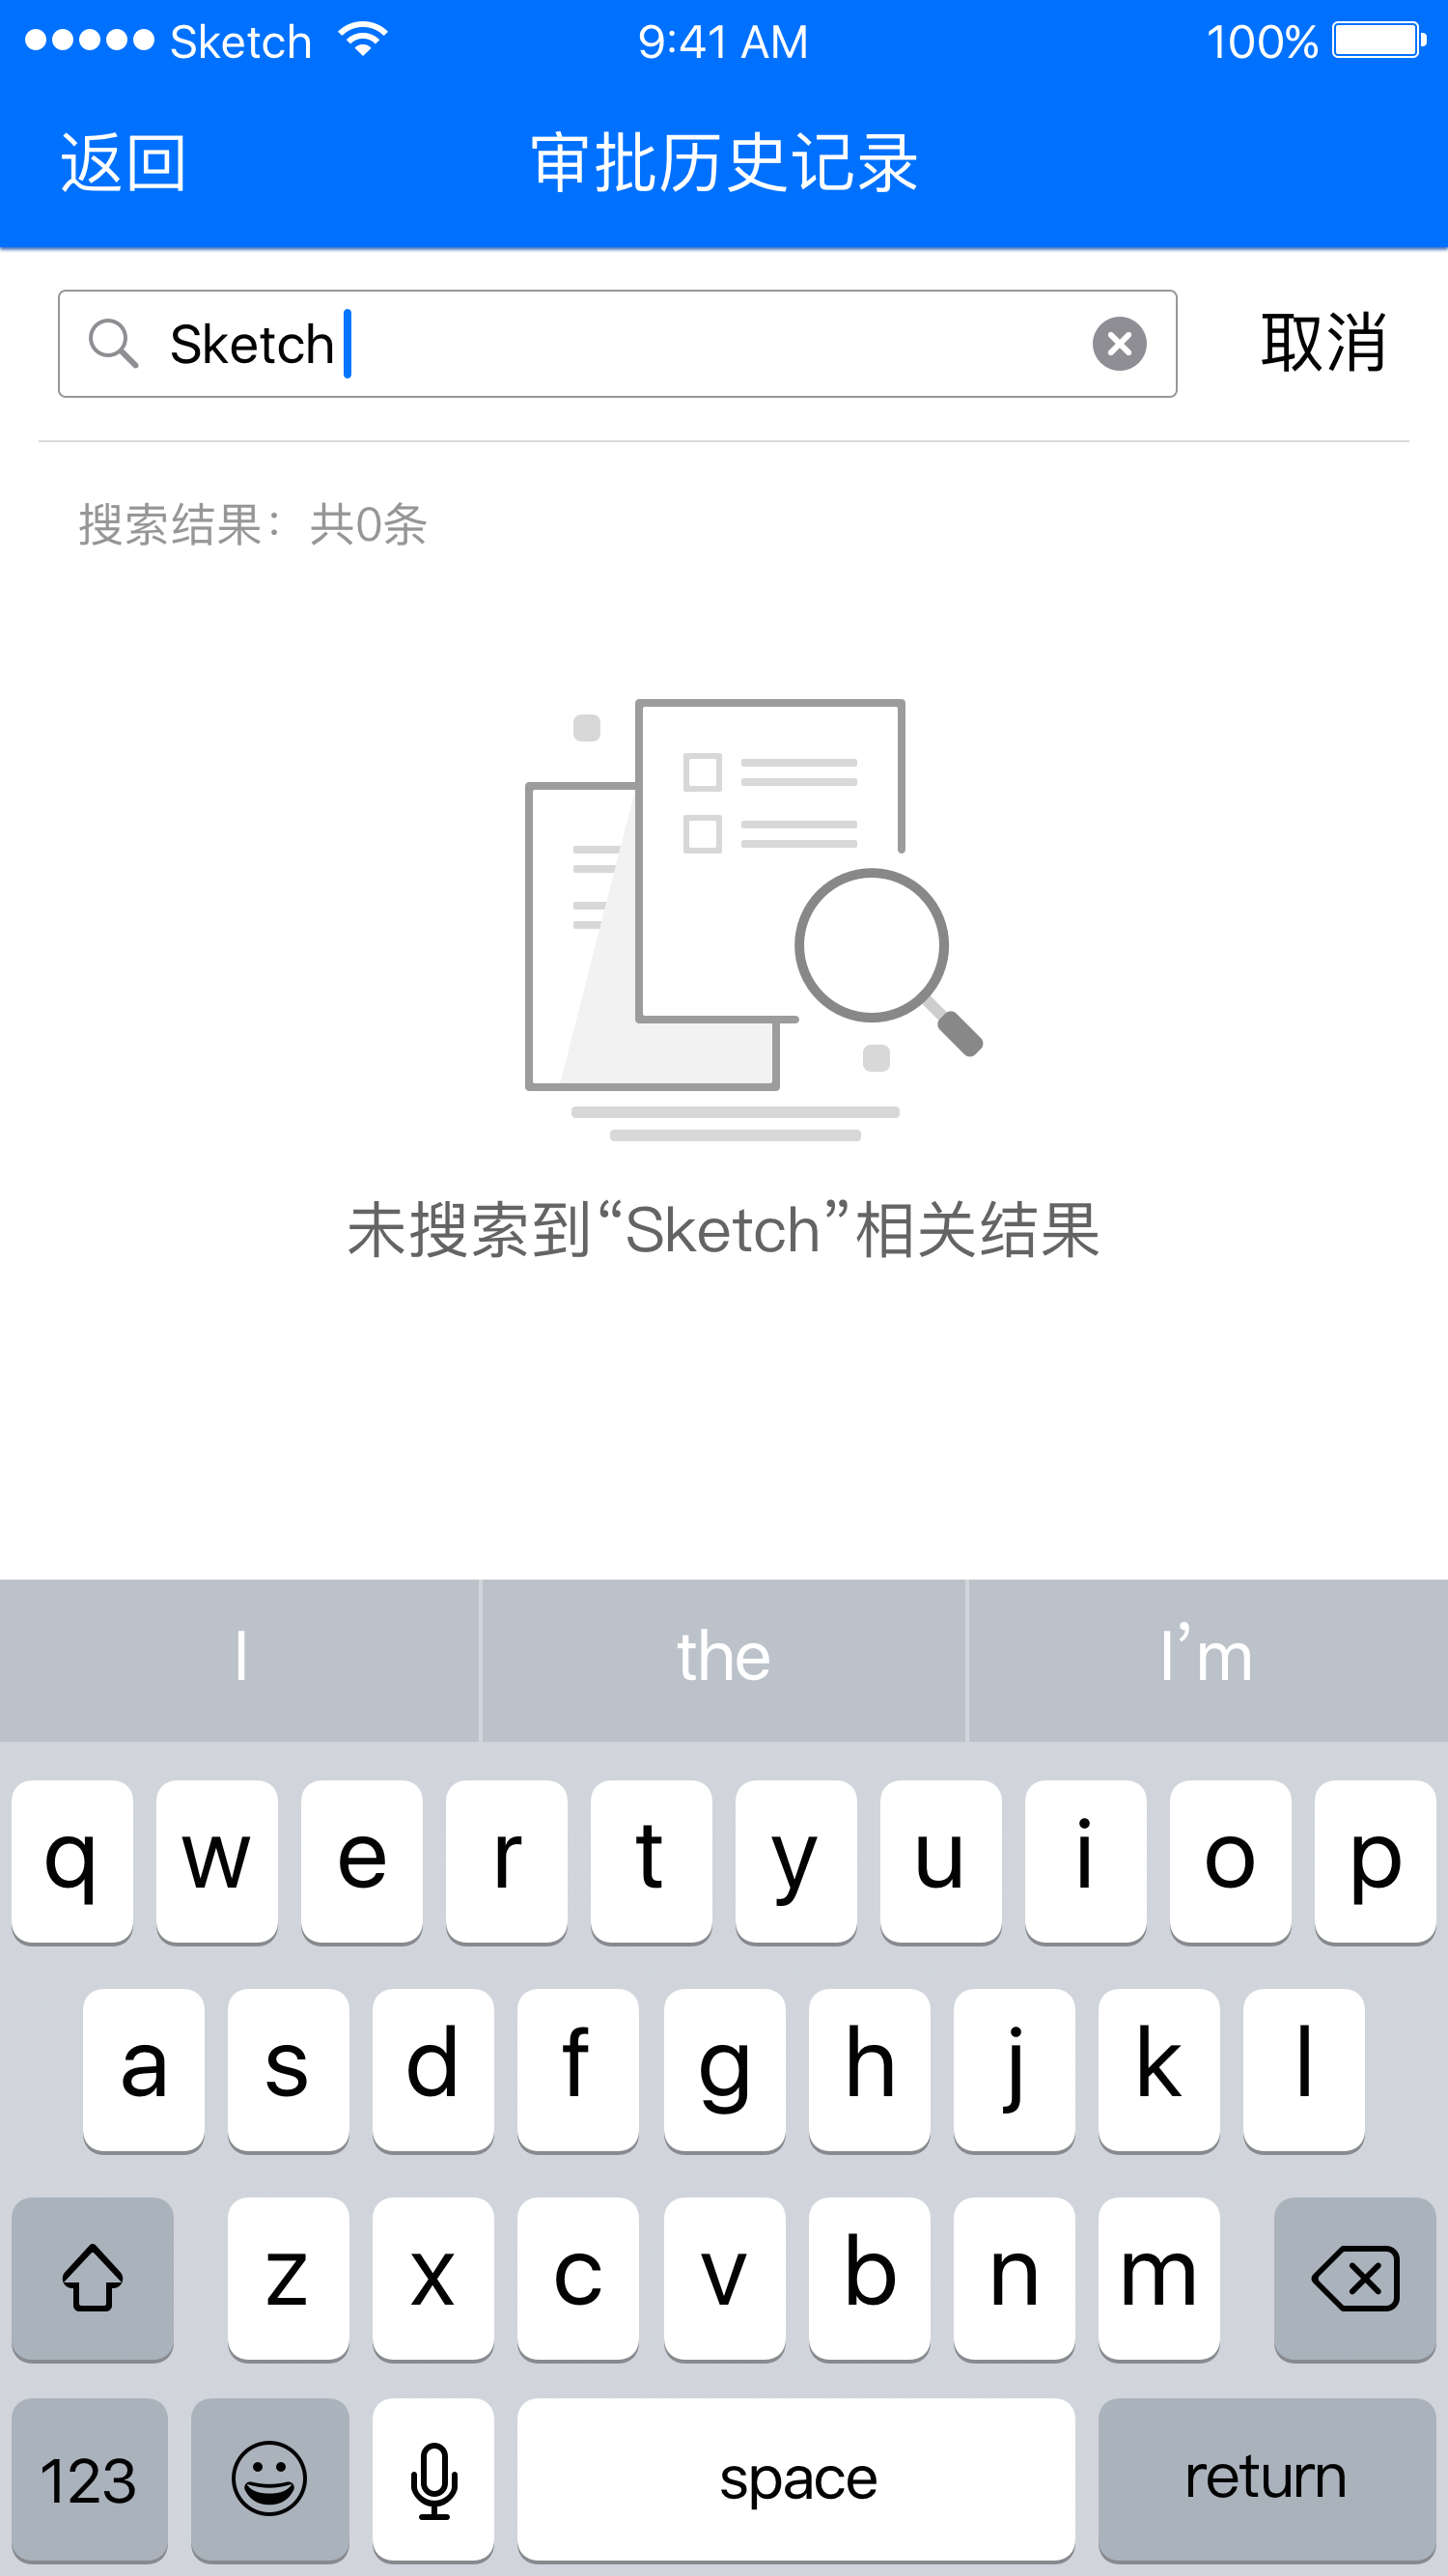 Sketch 9:41 AM 100%
返回 审批历史记录
Sketch 取消
搜索结果：共0条
未搜索到“Sketch”相关结果
I the I’m
q w e r t y u i o p
a s d f g h j k l
z x c v b n m
123 space return